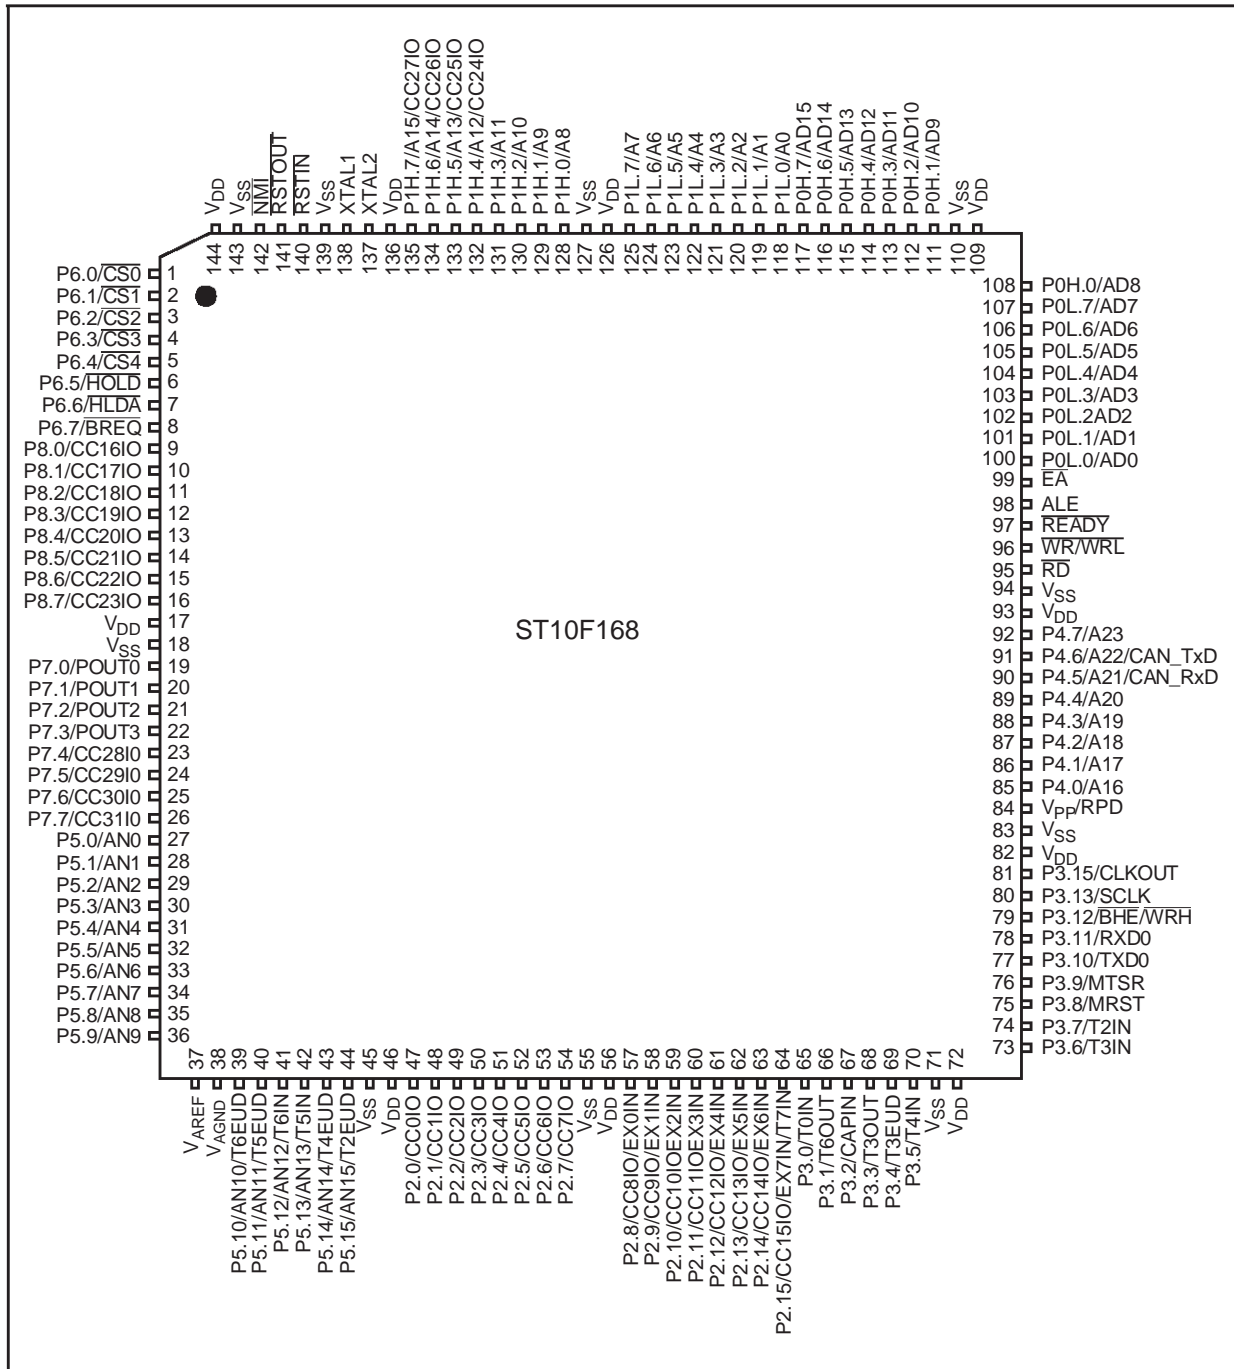 P1H.7/A15/CC27IO
P1H.6/A14/CC26IO
P1H.5/A13/CC25IO
P1H.4/A12/CC24IO
P1H.3/A11
P1H.2/A10
P1H.1/A9
P1H.0/A8
VDD
VSS
NMI
RSTOUT
RSTIN
VSS
XTAL1
XTAL2
VDD
VSS
VDD
P1L.7/A7
P1L.6/A6
P1L.5/A5
P1L.4/A4
P1L.3/A3
P1L.2/A2
P1L.1/A1
P1L.0/A0
P0H.7/AD15
P0H.6/AD14
P0H.5/AD13
P0H.4/AD12
P0H.3/AD11
P0H.2/AD10
P0H.1/AD9
VSS
VDD
144
143
142
141
140
139
138
137
136
135
134
133
132
131
130
129
128
127
126
125
124
123
122
121
120
119
118
117
116
115
114
113
112
111
110
109
P6.0/CS0 1
P6.1/CS1 2
P6.2/CS2 3
P6.3/CS3 4
P6.4/CS4 5
P6.5/HOLD 6
P6.6/HLDA 7
P6.7/BREQ 8
P8.0/CC16IO 9
P8.1/CC17IO 10
P8.2/CC18IO 11
P8.3/CC19IO 12
P8.4/CC20IO 13
P8.5/CC21IO 14
P8.6/CC22IO 15
P8.7/CC23IO 16
VDD 17
VSS 18
P7.0/POUT0 19
P7.1/POUT1 20
P7.2/POUT2 21
P7.3/POUT3 22
P7.4/CC28I0 23
P7.5/CC29I0 24
P7.6/CC30I0 25
P7.7/CC31I0 26
P5.0/AN0 27
P5.1/AN1 28
P5.2/AN2 29
P5.3/AN3 30
P5.4/AN4 31
P5.5/AN5 32
P5.6/AN6 33
P5.7/AN7 34
P5.8/AN8 35
P5.9/AN9 36
ST10F168
108 P0H.0/AD8
107 P0L.7/AD7
106 P0L.6/AD6
105 P0L.5/AD5
104 P0L.4/AD4
103 P0L.3/AD3
102 P0L.2AD2
101 P0L.1/AD1
100 P0L.0/AD0
99 EA
98 ALE
97 READY
96 WR/WRL
95 RD
94 VSS
93 VDD
92 P4.7/A23
91 P4.6/A22/CAN_TxD
90 P4.5/A21/CAN_RxD
89 P4.4/A20
88 P4.3/A19
87 P4.2/A18
86 P4.1/A17
85 P4.0/A16
84 VPP/RPD
83 VSS
82 VDD
81 P3.15/CLKOUT
80 P3.13/SCLK
79 P3.12/BHE/WRH
78 P3.11/RXD0
77 P3.10/TXD0
76 P3.9/MTSR
75 P3.8/MRST
74 P3.7/T2IN
73 P3.6/T3IN
37
38
39
40
41
42
43
44
45
46
47
48
49
50
51
52
53
54
55
56
57
58
59
60
61
62
63
64
65
66
67
68
69
70
71
72
VAREF
VAGND
P5.10/AN10/T6EUD
P5.11/AN11/T5EUD
P5.12/AN12/T6IN
P5.13/AN13/T5IN
P5.14/AN14/T4EUD
P5.15/AN15/T2EUD
VSS
VDD
P2.0/CC0IO
P2.1/CC1IO
P2.2/CC2IO
P2.3/CC3IO
P2.4/CC4IO
P2.5/CC5IO
P2.6/CC6IO
P2.7/CC7IO
VSS
VDD
P2.8/CC8IO/EX0IN
P2.9/CC9IO/EX1IN
P2.10/CC10IOEX2IN
P2.11/CC11IOEX3IN
P2.12/CC12IO/EX4IN
P2.13/CC13IO/EX5IN
P2.14/CC14IO/EX6IN
P2.15/CC15IO/EX7IN/T7IN
P3.0/T0IN
P3.1/T6OUT
P3.2/CAPIN
P3.3/T3OUT
P3.4/T3EUD
P3.5/T4IN
VSS
VDD